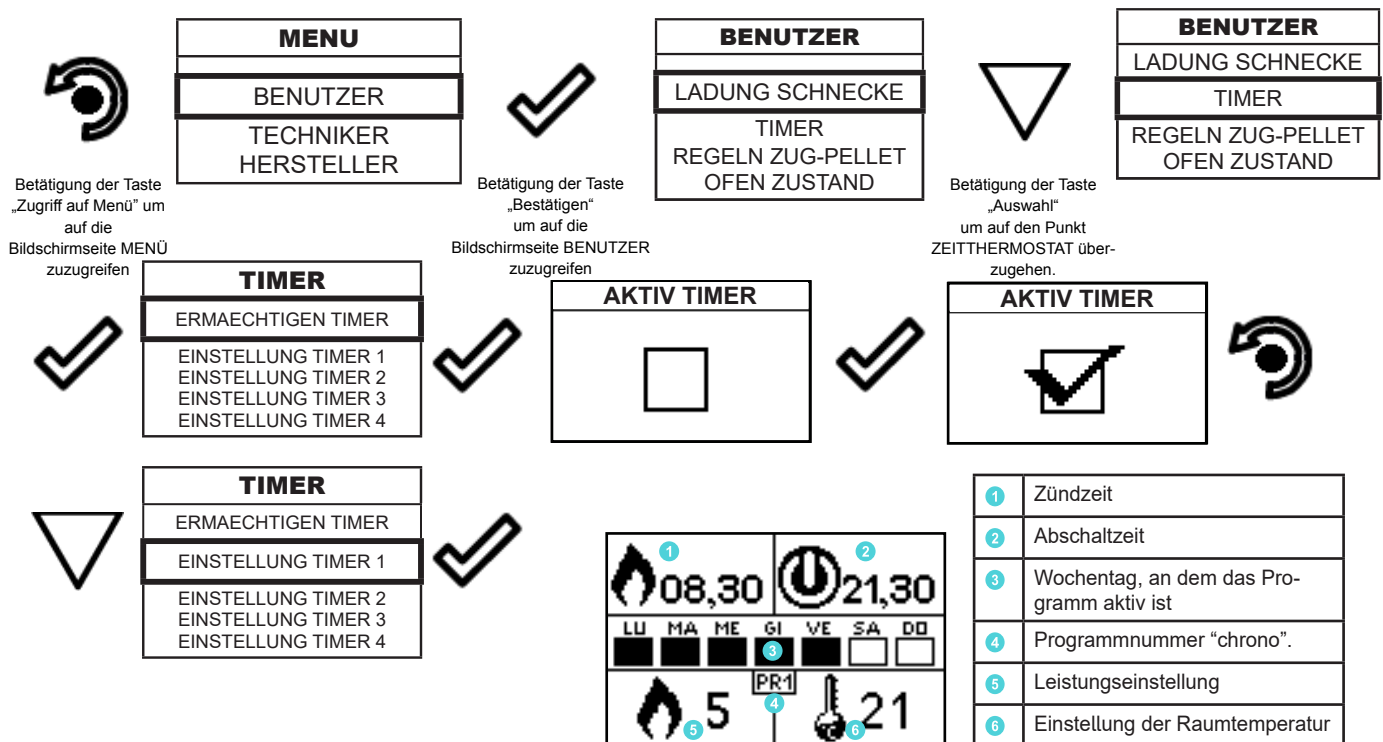 MENU
BENUTZER
TECHNIKER
HERSTELLER
Betätigung der Taste
„Zugriff auf Menü” um
auf die
Bildschirmseite MENÜ
zuzugreifen
BENUTZER
LADUNG SCHNECKE
TIMER
REGELN ZUG-PELLET
OFEN ZUSTAND
Betätigung der Taste
„Bestätigen“
um auf die
Bildschirmseite BENUTZER
zuzugreifen
BENUTZER
LADUNG SCHNECKE
TIMER
REGELN ZUG-PELLET
OFEN ZUSTAND
Betätigung der Taste
„Auswahl“
um auf den Punkt
ZEITTHERMOSTAT über-
zugehen.
TIMER
ERMAECHTIGEN TIMER
EINSTELLUNG TIMER 1
EINSTELLUNG TIMER 2
EINSTELLUNG TIMER 3
EINSTELLUNG TIMER 4
AKTIV TIMER
AKTIV TIMER
TIMER
ERMAECHTIGEN TIMER
EINSTELLUNG TIMER 1
EINSTELLUNG TIMER 2
EINSTELLUNG TIMER 3
EINSTELLUNG TIMER 4
1 2
08,30 21,30
LU MA ME GI VE SA DO
3
PR1
4
5 21
5 6
1 Zündzeit
2 Abschaltzeit
3 Wochentag, an dem das Pro-
gramm aktiv ist
4 Programmnummer “chrono”.
5 Leistungseinstellung
6 Einstellung der Raumtemperatur